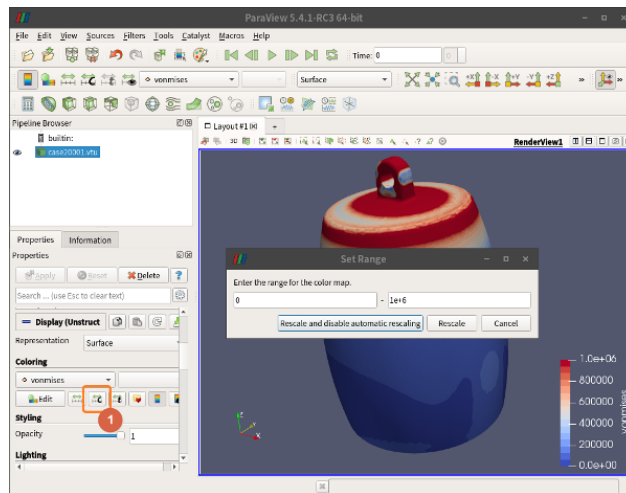 ParaView 5.4.1-RC3 64-bit
File Edit View Sources Filters Tools Catalyst Macros Help
Time: 0
vonmises Surface »
Pipeline Browser
builtin:
case20001.vtu
Layout #1
3D
RenderView1
Properties Information
Properties
Apply Reset Delete ?
Search ... (use Esc to clear text)
Display (Unstruct
Representation Surface
Coloring
vonmises
Edit
1
Styling
Opacity 1
Lighting
Set Range
Enter the range for the color map.
0 - 1e+6
Rescale and disable automatic rescaling Rescale Cancel
1.0e+06
800000
600000
400000
200000
0.0e+00
vonmises